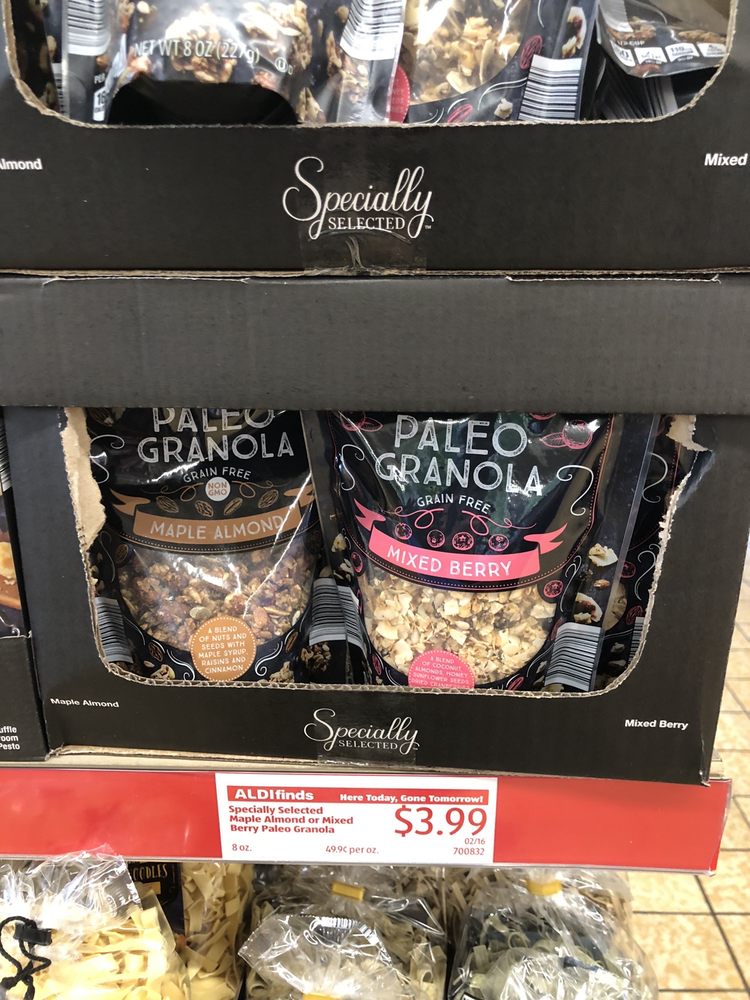 NET WT 8 OZ (227g)
Almond
Mixed
Specially
SELECTED™
PALEO
GRANOLA
GRAIN FREE
NON
GMO
MAPLE ALMOND
A BLEND
OF NUTS AND
SEEDS WITH
MAPLE SYRUP,
RAISINS AND
CINNAMON
PALEO
GRANOLA
GRAIN FREE
MIXED BERRY
A BLEND
OF COCONUT,
ALMONDS, HONEY,
SUNFLOWER SEEDS,
Maple Almond
Specially
SELECTED
Mixed Berry
uffle
room
Pesto
ALDIfinds Here Today, Gone Tomorrow!
Specially Selected
Maple Almond or Mixed
Berry Paleo Granola
$3.99
02/16
8 oz. 49.9¢ per oz. 700832